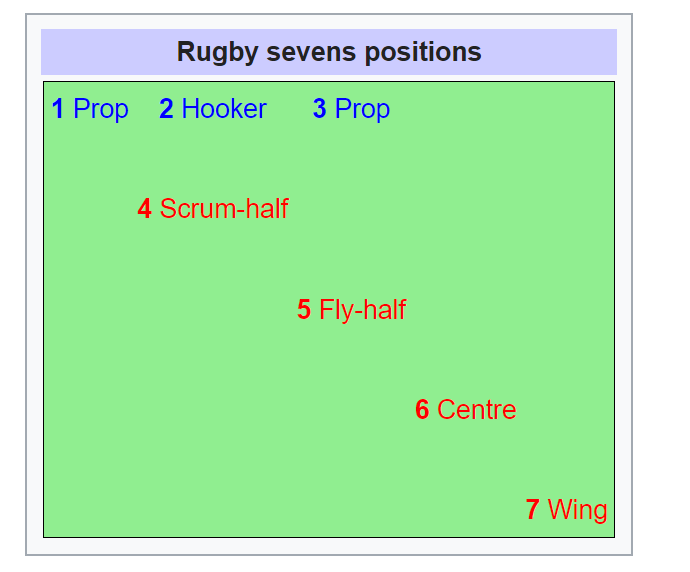 Rugby sevens positions
1 Prop 2 Hooker 3 Prop
4 Scrum-half
5 Fly-half
6 Centre
7 Wing